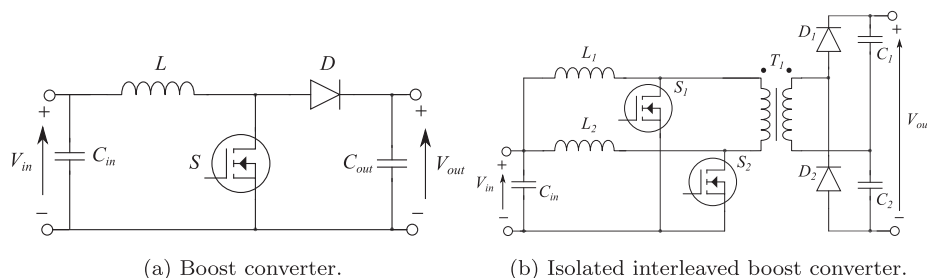 L
D
+
+
V_in
C_in
S
C_out
V_out
−
−
(a) Boost converter.
L_1
S_1
T_1
D_1
+
C_1
L_2
S_2
+
V_in
C_in
−
V_ou
D_2
C_2
−
(b) Isolated interleaved boost converter.